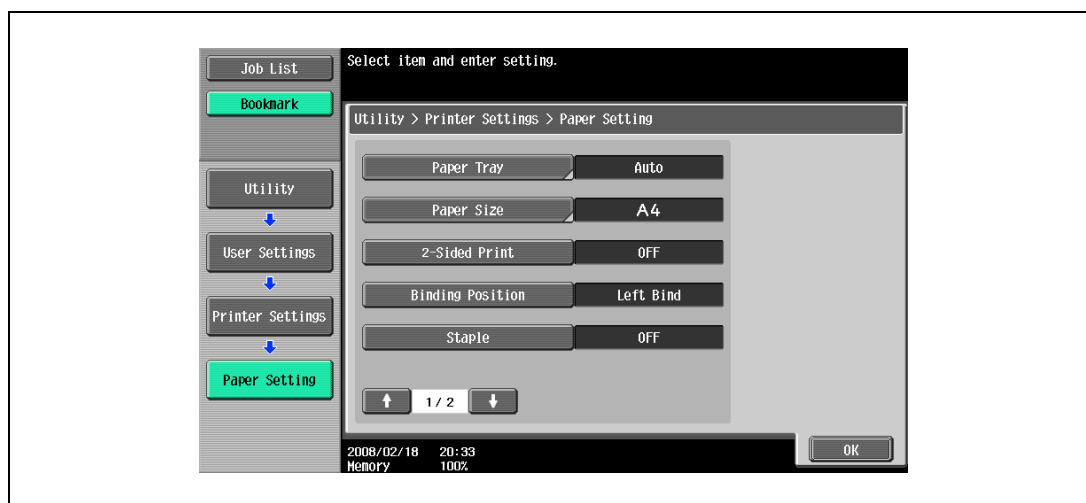 Job List
Bookmark
Select item and enter setting.
Utility > Printer Settings > Paper Setting
Utility
User Settings
Printer Settings
Paper Setting
Paper Tray Auto
Paper Size A4
2-Sided Print OFF
Binding Position Left Bind
Staple OFF
1/ 2
2008/02/18 20:33
Memory 100%
OK